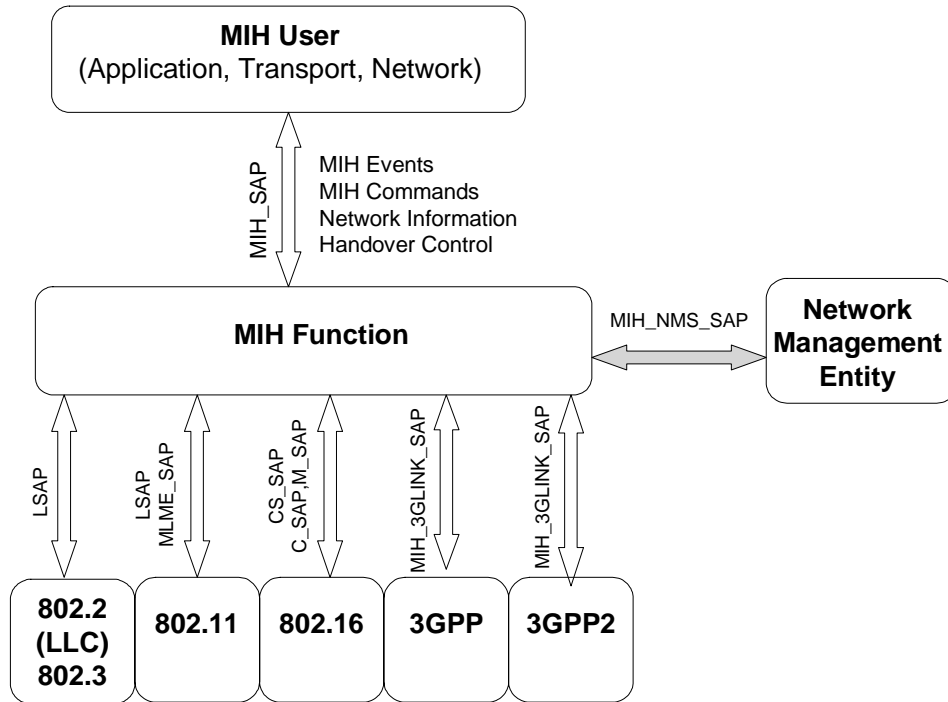 MIH User
(Application, Transport, Network)
MIH_SAP
MIH Events
MIH Commands
Network Information
Handover Control
MIH Function
MIH_NMS_SAP
Network
Management
Entity
LSAP
LSAP
MLME_SAP
CS_SAP
C_SAP,M_SAP
MIH_3GLINK_SAP
MIH_3GLINK_SAP
802.2
(LLC)
802.3
802.11
802.16
3GPP
3GPP2